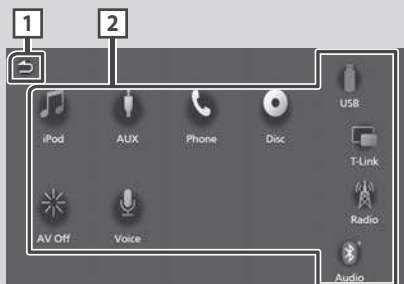 1 2
USB
iPod AUX Phone Disc
T-Link
Radio
AV Off Voice
Audio